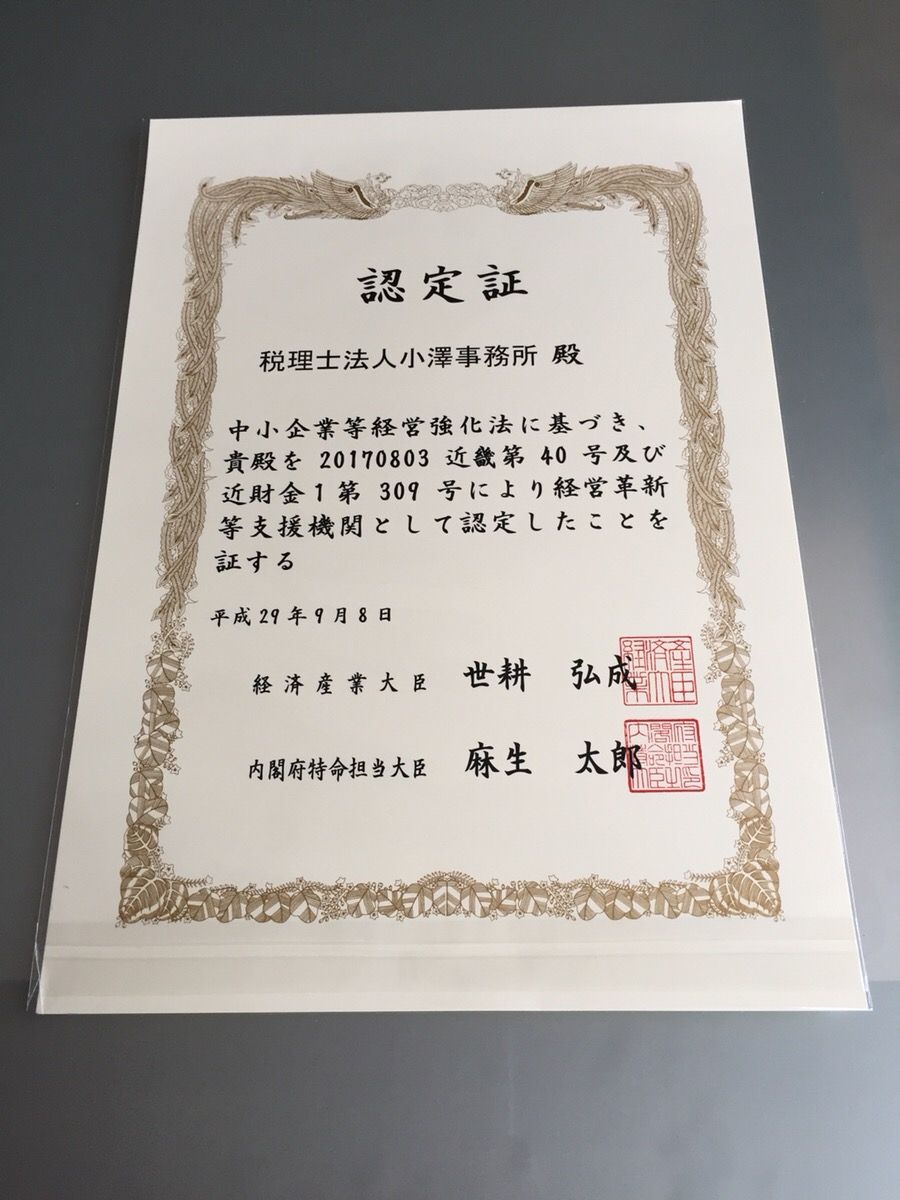 認定証
税理士法人小澤事務所 殿
中小企業等経営強化法に基づき、
貴殿を 20170803 近畿第 40 号及び
近財金1第 309 号により経営革新
等支援機関として認定したことを
証する
平成29年9月8日
経済産業大臣 世耕 弘成
内閣府特命担当大臣 麻生 太郎